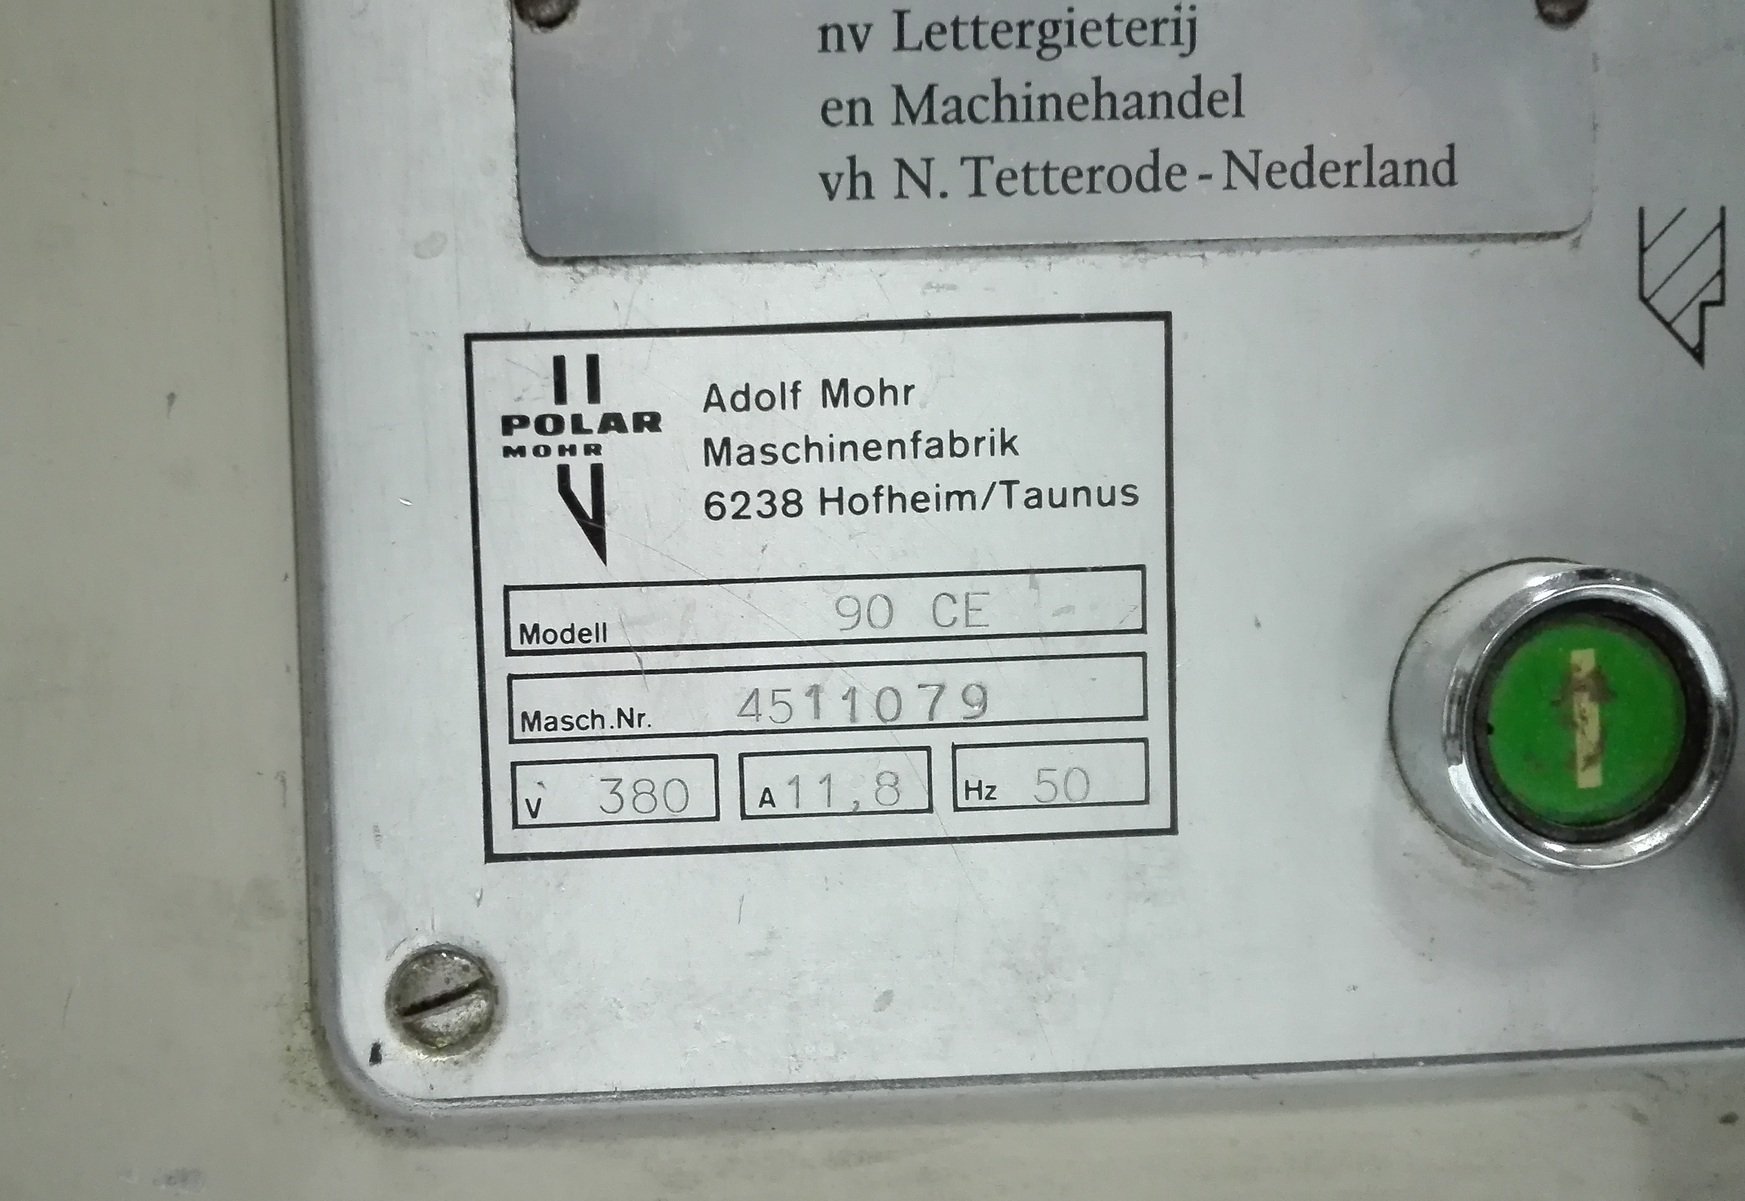 nv Lettergieterij
en Machinehandel
vh N. Tetterode - Nederland
POLAR
MOHR
Adolf Mohr
Maschinenfabrik
6238 Hofheim/Taunus
Modell 90 CE
Masch.Nr. 4511079
V 380 A 11,8 Hz 50